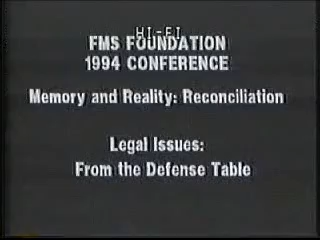 HI-FI
FMS FOUNDATION
1994 CONFERENCE
Memory and Reality: Reconciliation
Legal Issues:
From the Defense Table